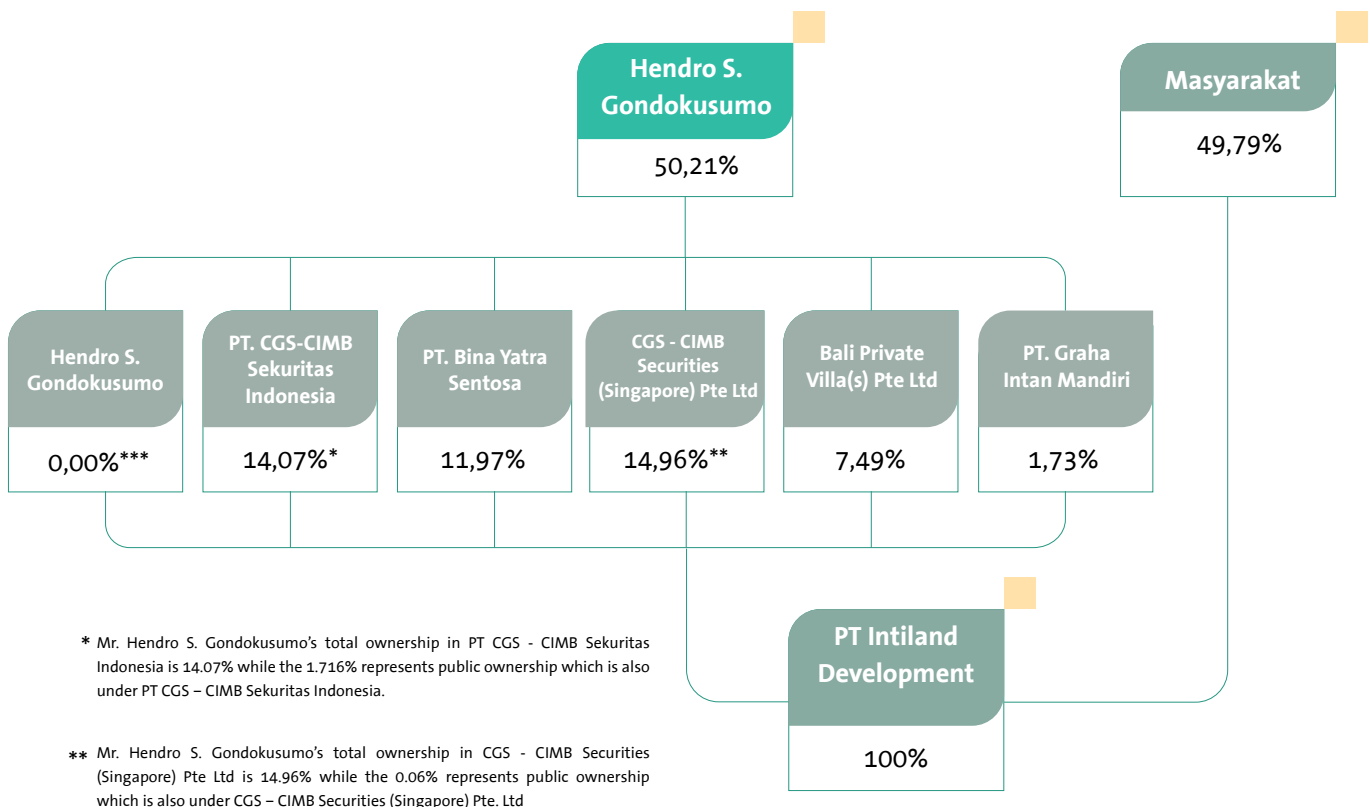 Hendro S.
Gondokusumo
50,21%
Masyarakat
49,79%
Hendro S.
Gondokusumo
0,00%***
PT. CGS-CIMB
Sekuritas
Indonesia
14,07%*
PT. Bina Yatra
Sentosa
11,97%
CGS - CIMB
Securities
(Singapore) Pte Ltd
14,96%**
Bali Private
Villa(s) Pte Ltd
7,49%
PT. Graha
Intan Mandiri
1,73%
* Mr. Hendro S. Gondokusumo’s total ownership in PT CGS - CIMB Sekuritas
Indonesia is 14.07% while the 1.716% represents public ownership which is also
under PT CGS – CIMB Sekuritas Indonesia.
** Mr. Hendro S. Gondokusumo’s total ownership in CGS - CIMB Securities
(Singapore) Pte Ltd is 14.96% while the 0.06% represents public ownership
which is also under CGS – CIMB Securities (Singapore) Pte. Ltd
PT Intiland
Development
100%